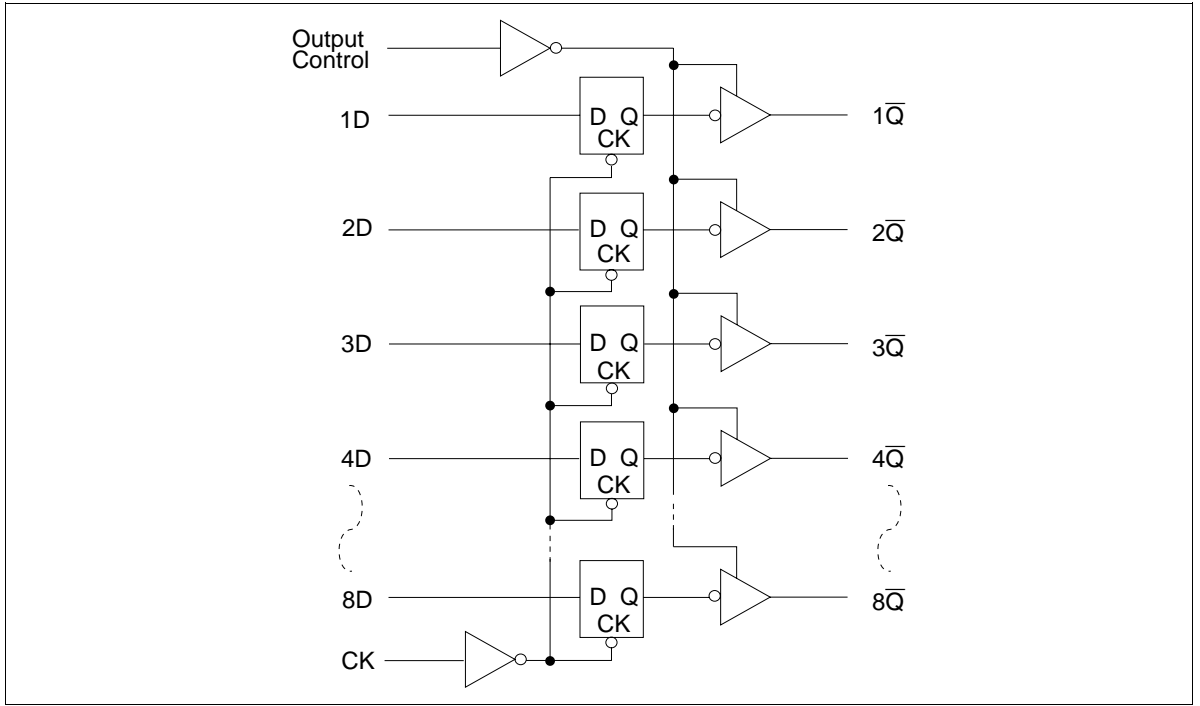 Output
Control
1D
D Q
CK
1Q̅
2D
D Q
CK
2Q̅
3D
D Q
CK
3Q̅
4D
D Q
CK
4Q̅
8D
D Q
CK
8Q̅
CK